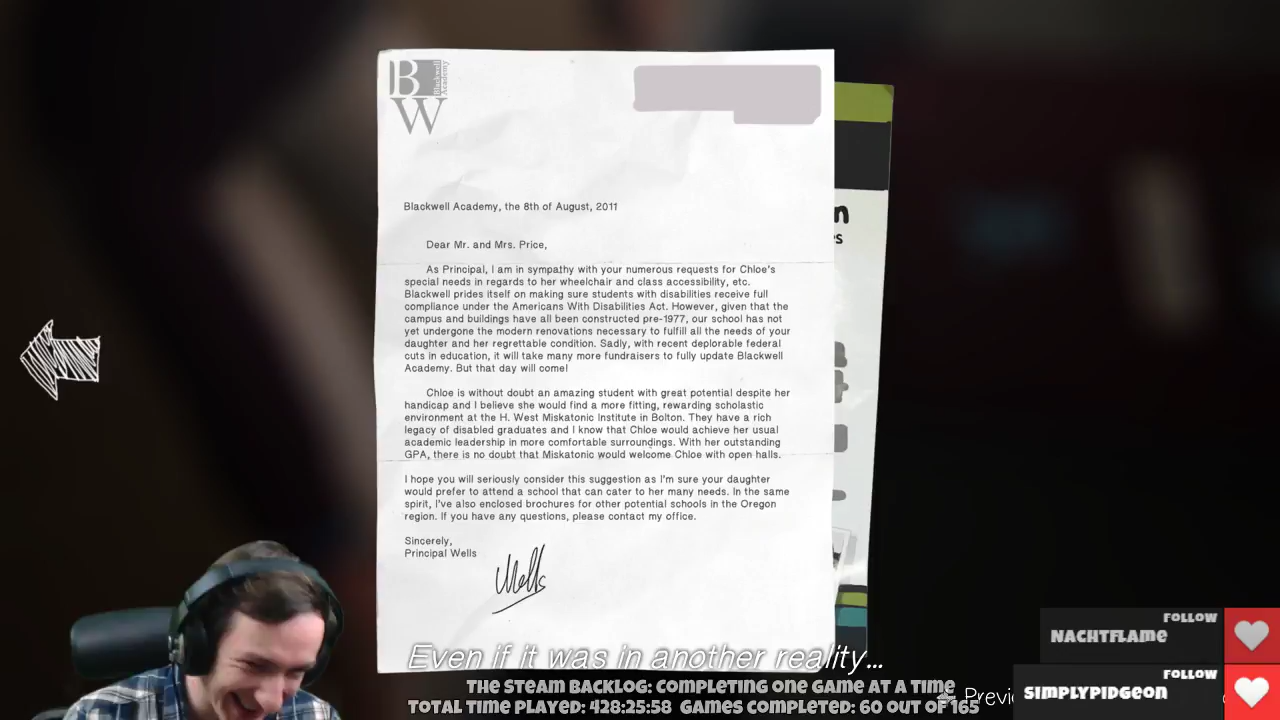 B
Blackwell
Academy
W
n
s
Blackwell Academy, the 8th of August, 2011
Dear Mr. and Mrs. Price,
As Principal, I am in sympathy with your numerous requests for Chloe's
special needs in regards to her wheelchair and class accessibility, etc.
Blackwell prides itself on making sure students with disabilities receive full
compliance under the Americans With Disabilities Act. However, given that the
campus and buildings have all been constructed pre-1977, our school has not
yet undergone the modern renovations necessary to fulfill all the needs of your
daughter and her regrettable condition. Sadly, with recent deplorable federal
cuts in education, it will take many more fundraisers to fully update Blackwell
Academy. But that day will come!
Chloe is without doubt an amazing student with great potential despite her
handicap and I believe she would find a more fitting, rewarding scholastic
environment at the H. West Miskatonic Institute in Bolton. They have a rich
legacy of disabled graduates and I know that Chloe would achieve her usual
academic leadership in more comfortable surroundings. With her outstanding
GPA, there is no doubt that Miskatonic would welcome Chloe with open halls.
I hope you will seriously consider this suggestion as I'm sure your daughter
would prefer to attend a school that can cater to her many needs. In the same
spirit, I've also enclosed brochures for other potential schools in the Oregon
region. If you have any questions, please contact my office.
Sincerely,
Principal Wells
Wells
Even if it was in another reality...
THE STEAM BACKLOG: COMPLETING ONE GAME AT A TIME
TOTAL TIME PLAYED: 428:25:58 GAMES COMPLETED: 60 OUT OF 165
Previ
FOLLOW
NACHTFLAME
FOLLOW
SIMPLYPIDGEON